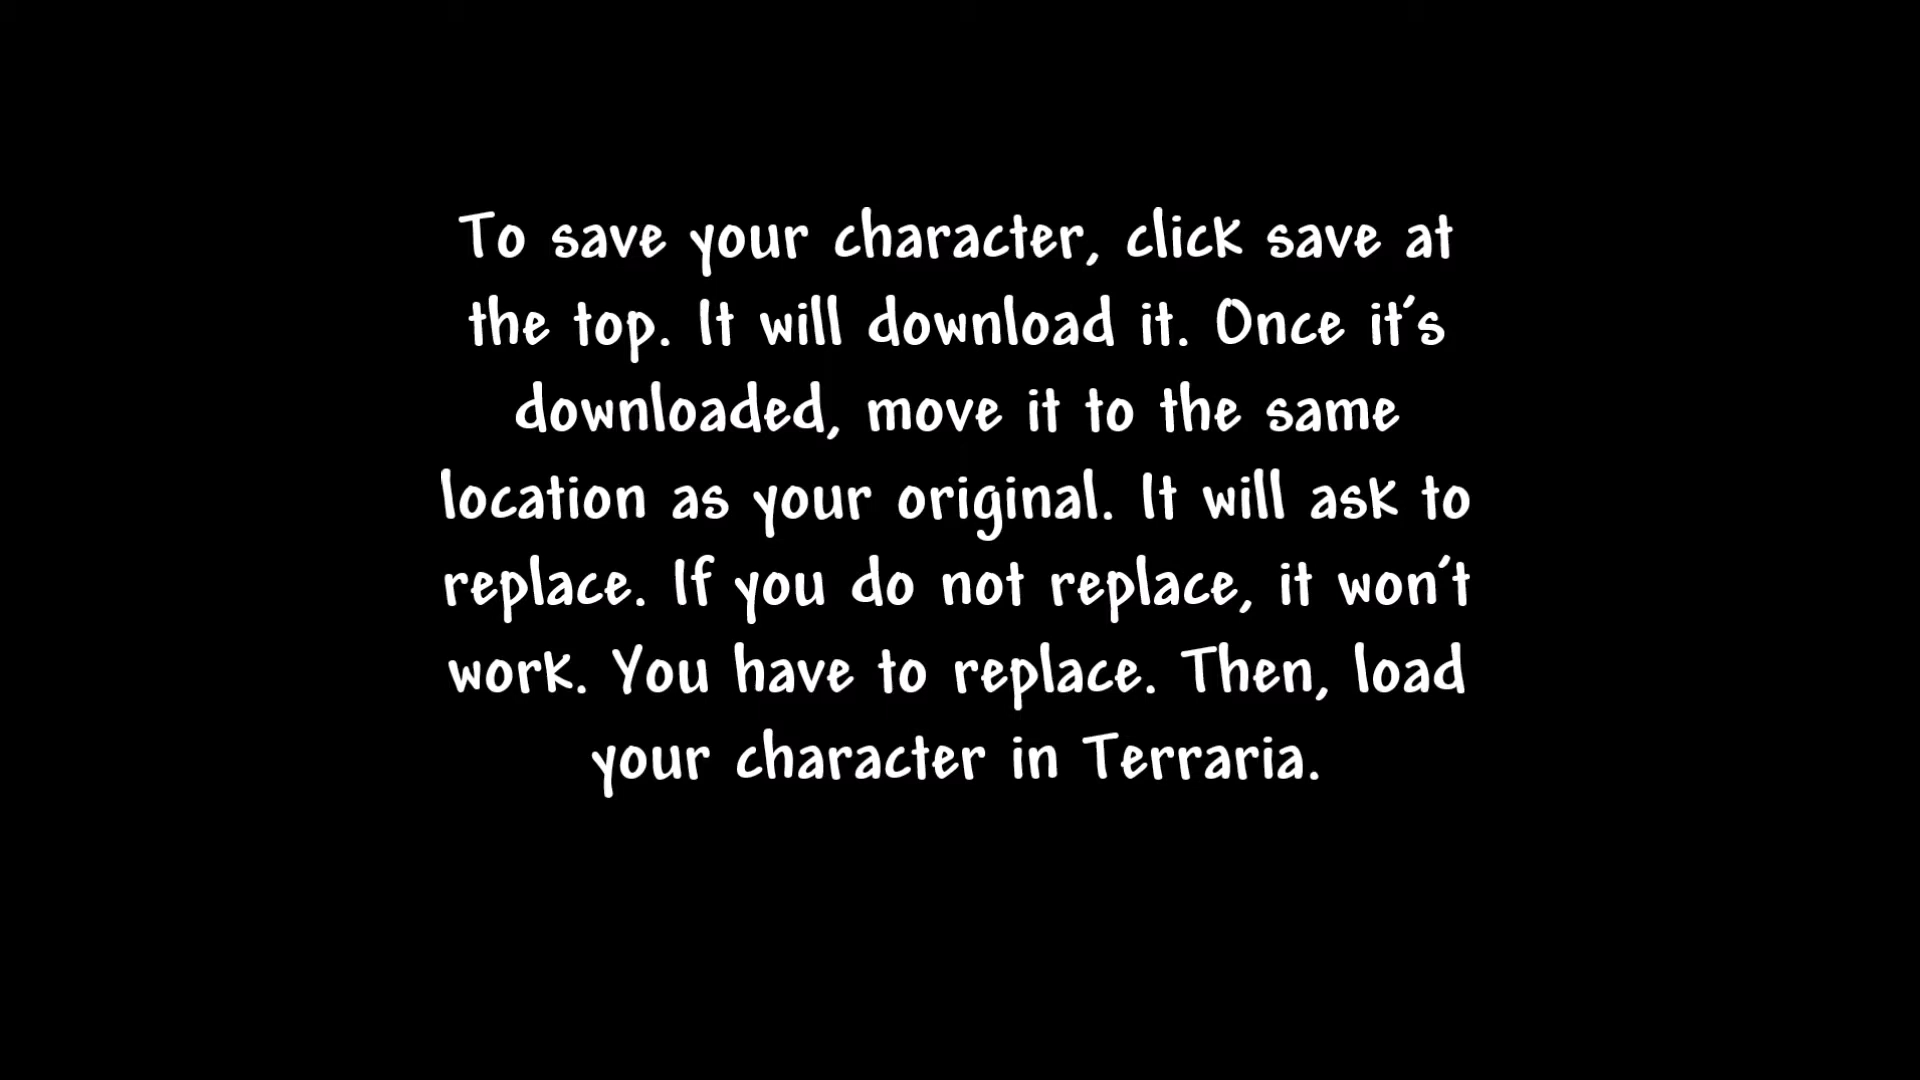 To save your character, click save at
the top. It will download it. Once it's
downloaded, move it to the same
location as your original. It will ask to
replace. If you do not replace, it won't
work. You have to replace. Then, load
your character in Terraria.